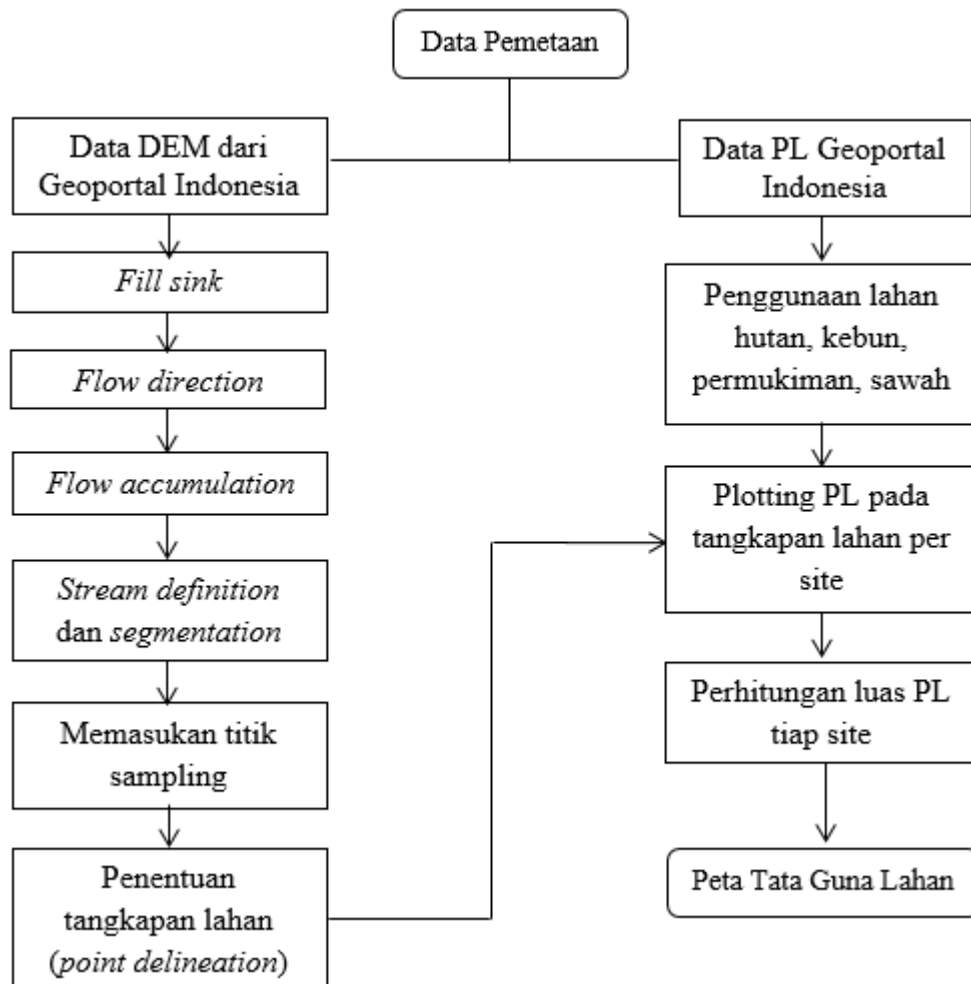 Data Pemetaan
Data DEM dari
Geoportal Indonesia
Fill sink
Flow direction
Flow accumulation
Stream definition
dan segmentation
Memasukan titik
sampling
Penentuan
tangkapan lahan
(point delineation)
Data PL Geoportal
Indonesia
Penggunaan lahan
hutan, kebun,
permukiman, sawah
Plotting PL pada
tangkapan lahan per
site
Perhitungan luas PL
tiap site
Peta Tata Guna Lahan